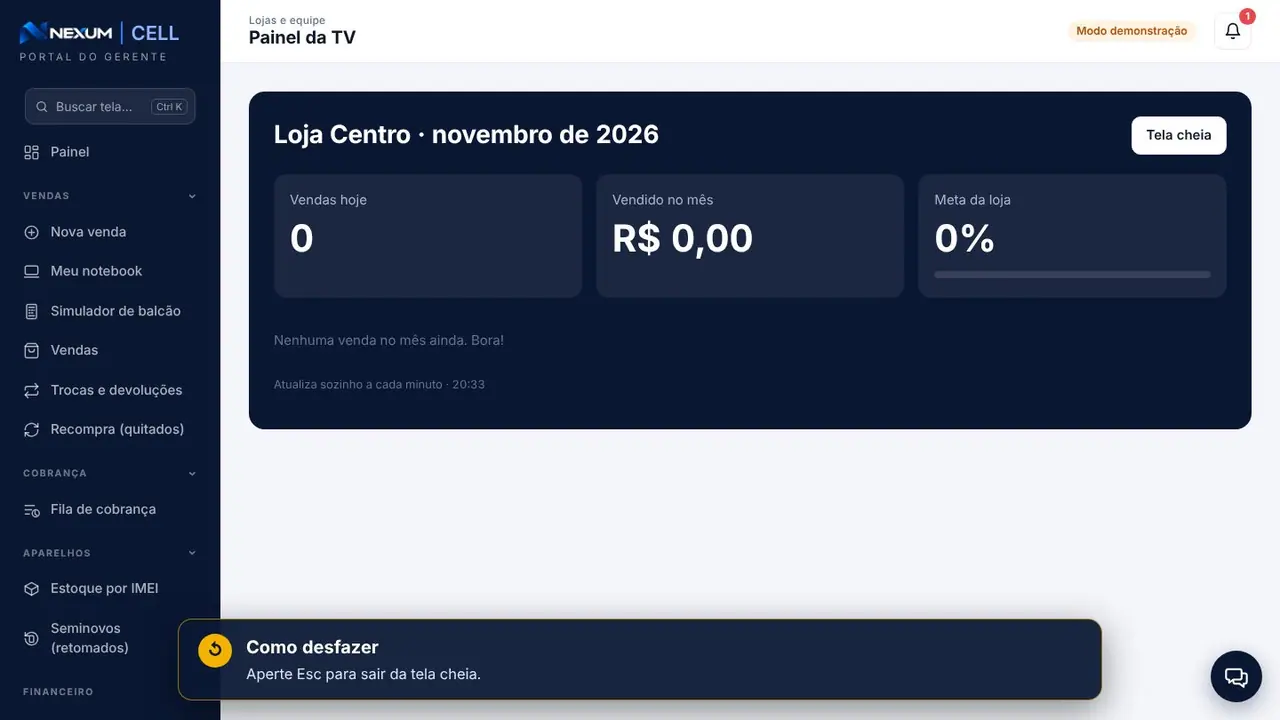 NEXUM | CELL
PORTAL DO GERENTE
Buscar tela... Ctrl K
Painel
VENDAS
Nova venda
Meu notebook
Simulador de balcão
Vendas
Trocas e devoluções
Recompra (quitados)
COBRANÇA
Fila de cobrança
APARELHOS
Estoque por IMEI
Seminovos
(retomados)
FINANCEIRO
Lojas e equipe
Painel da TV
Modo demonstração
1
Loja Centro · novembro de 2026
Tela cheia
Vendas hoje
0
Vendido no mês
R$ 0,00
Meta da loja
0%
Nenhuma venda no mês ainda. Bora!
Atualiza sozinho a cada minuto · 20:33
Como desfazer
Aperte Esc para sair da tela cheia.